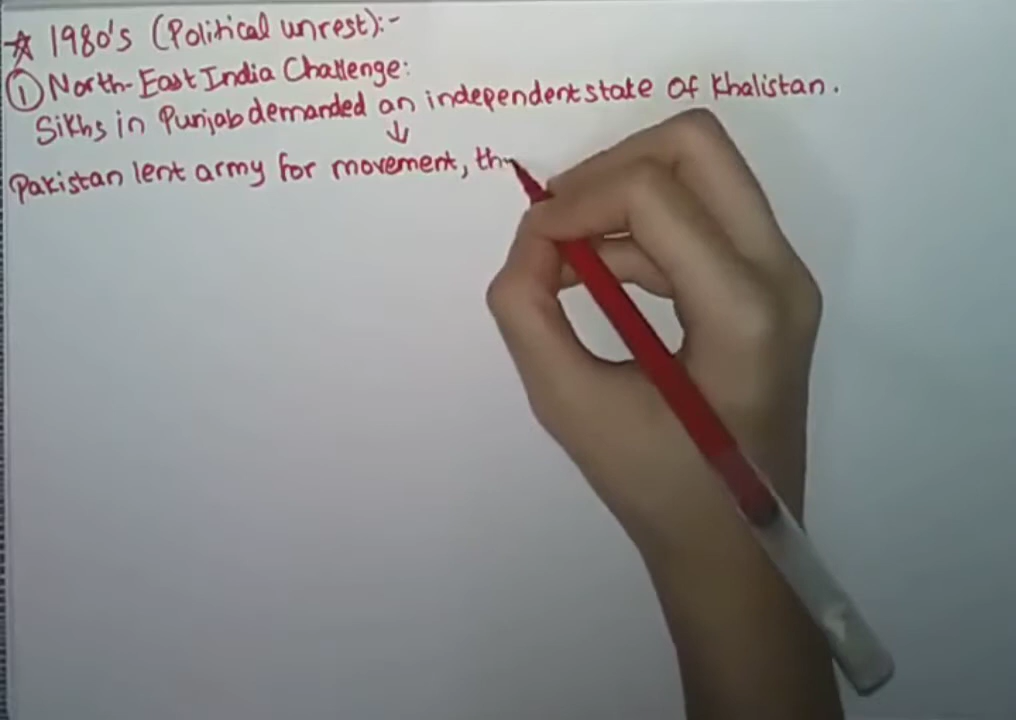 ☆ 1980's (Political unrest):-
① North-East India Challenge:
Sikhs in Punjab demanded an independent state of Khalistan.
↓
Pakistan lent army for movement,